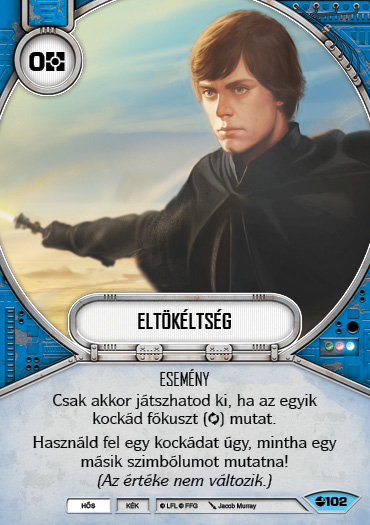 0
ELTÖKÉLTSÉG
ESEMÉNY
Csak akkor játszhatod ki, ha az egyik
kockád fókuszt () mutat.
Használd fel egy kockádat úgy, mintha egy
másik szimbólumot mutatna!
(Az értéke nem változik.)
HŐS KÉK © LFL © FFG Jacob Murray 102